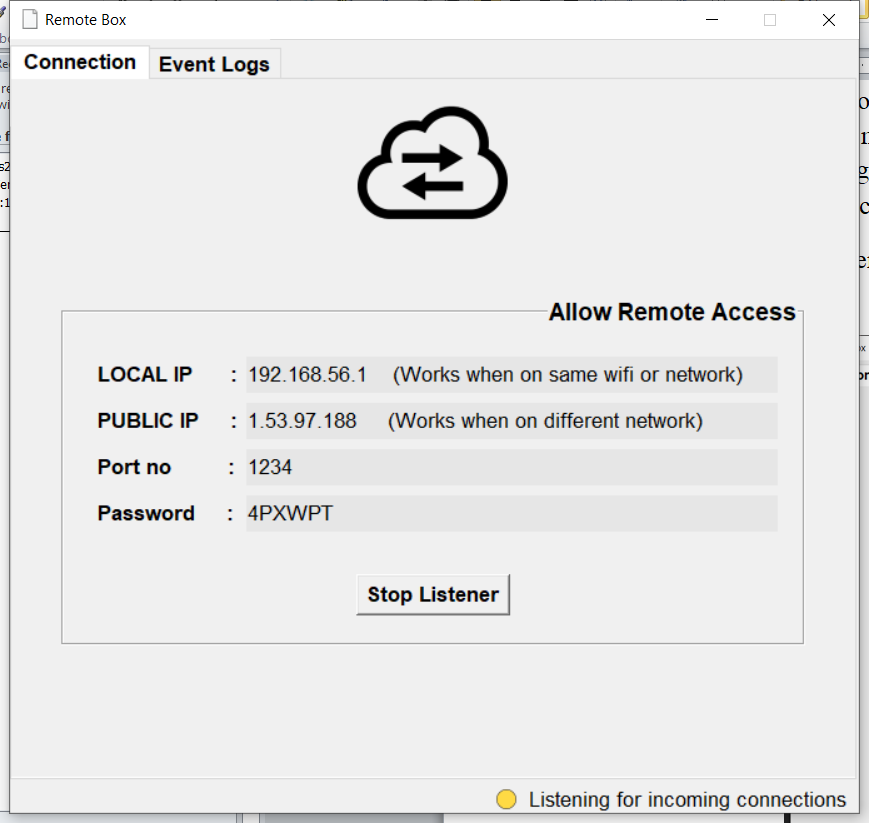 Remote Box
Connection Event Logs
Allow Remote Access
LOCAL IP : 192.168.56.1 (Works when on same wifi or network)
PUBLIC IP : 1.53.97.188 (Works when on different network)
Port no : 1234
Password : 4PXWPT
Stop Listener
Listening for incoming connections